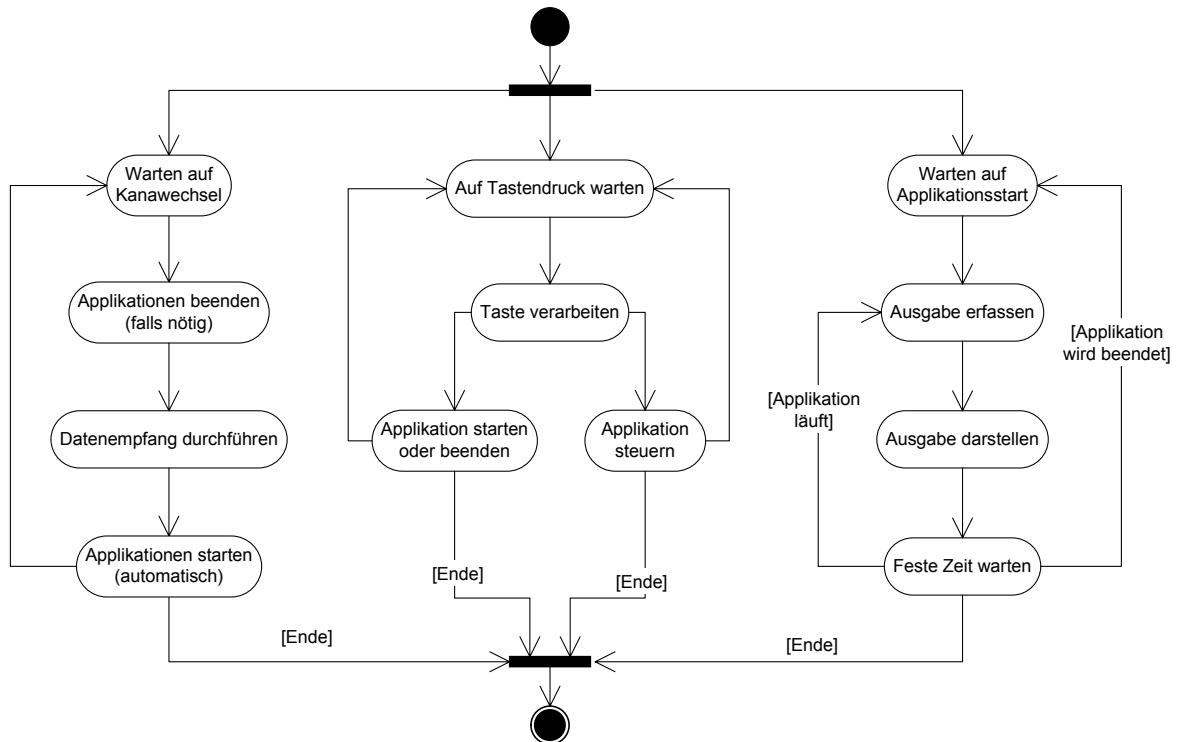 Warten auf
Kanawechsel
Applikationen beenden
(falls nötig)
Datenempfang durchführen
Applikationen starten
(automatisch)
[Ende]
Auf Tastendruck warten
Taste verarbeiten
Applikation starten
oder beenden
Applikation
steuern
[Ende]
[Ende]
Warten auf
Applikationsstart
Ausgabe erfassen
[Applikation
wird beendet]
[Applikation
läuft]
Ausgabe darstellen
Feste Zeit warten
[Ende]